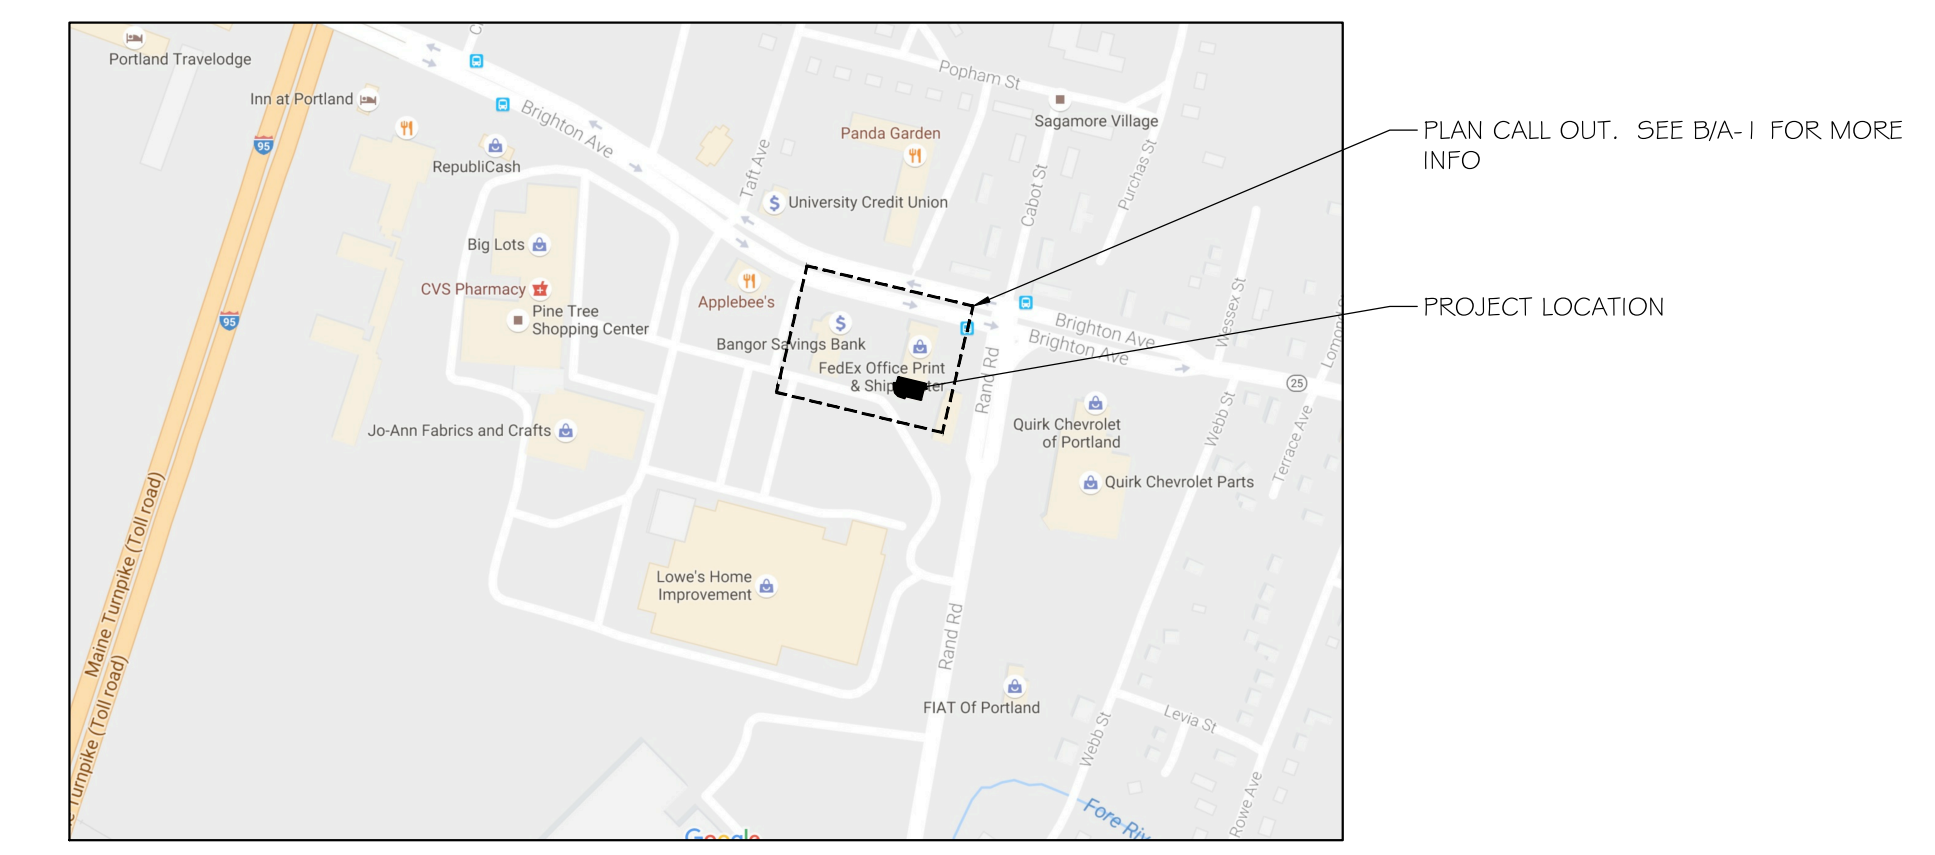 Portland Travelodge
Inn at Portland
95
RepubliCash
Brighton Ave
Taft Ave
Popham St
Sagamore Village
Panda Garden
University Credit Union
Cabot St
Purchas St
PLAN CALL OUT. SEE B/A-1 FOR MORE
INFO
Big Lots
CVS Pharmacy
Pine Tree
Shopping Center
95
Applebee's
$
$
Bangor Savings Bank
FedEx Office Print
& Ship
PROJECT LOCATION
Brighton Ave
Brighton Ave
Wessex St
Rand Rd
25
Jo-Ann Fabrics and Crafts
Quirk Chevrolet
of Portland
Webb St
Terrace Ave
Quirk Chevrolet Parts
Maine Turnpike (Toll road)
Turnpike (Toll road)
Lowe's Home
Improvement
Rand Rd
FIAT Of Portland
Levia St
Webb St
Rowe Ave
Fore Riv
Google